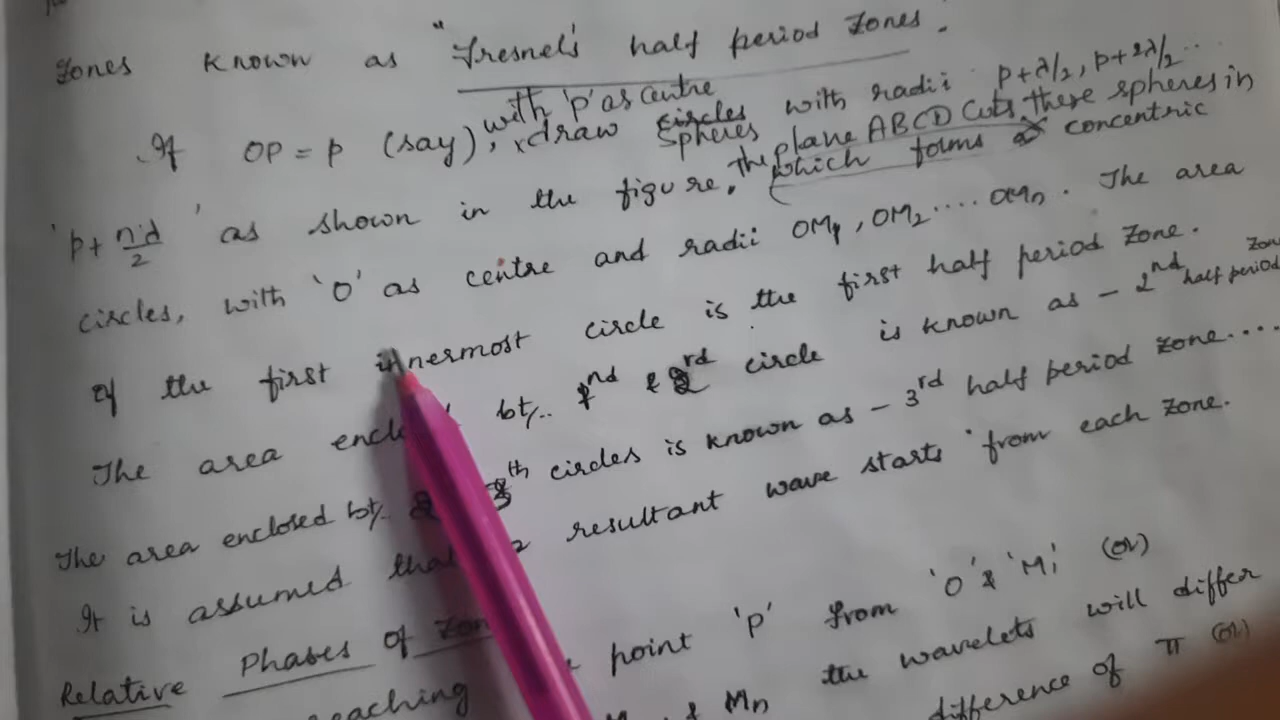 zones known as "Fresnel's half period zones.
with 'p' as centre
If OP = p (say), draw spheres with radii p+λ/2, p+2λ/2...
the plane ABCD cuts these spheres in
'p+ nλ/2' as shown in the figure. which forms concentric
circles, with 'O' as centre and radii OM1, OM2.... OMn. The area
of the first innermost circle is the first half period zone.
The area bt/.. nd & rd circle is known as - 2nd half period zone
The area enclosed bt/.. th circles is known as - 3rd half period zone....
It is assumed that a resultant wave starts from each zone.
Relative Phases of
point 'p' from 'O' & 'M1' (or)
reaching Mn the wavelets will differ
difference of π (or)